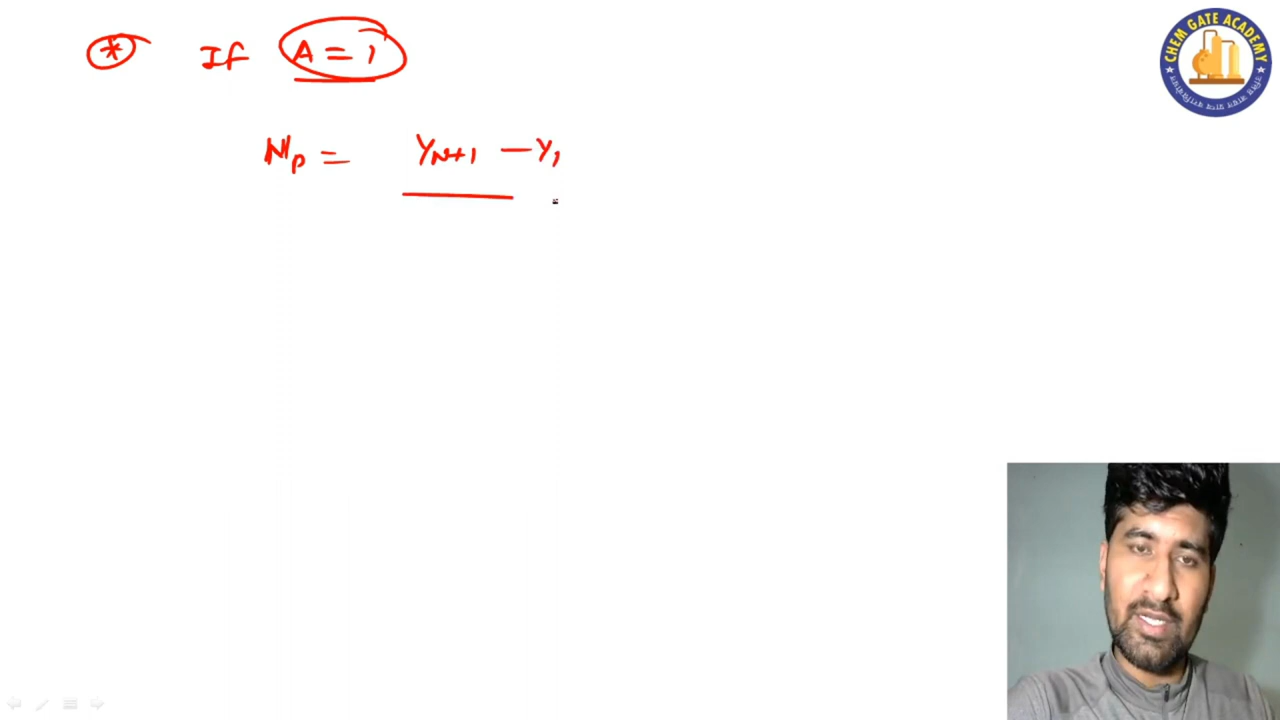 * If A = 1
Np = YN+1 - Y1
CHEM GATE ACADEMY